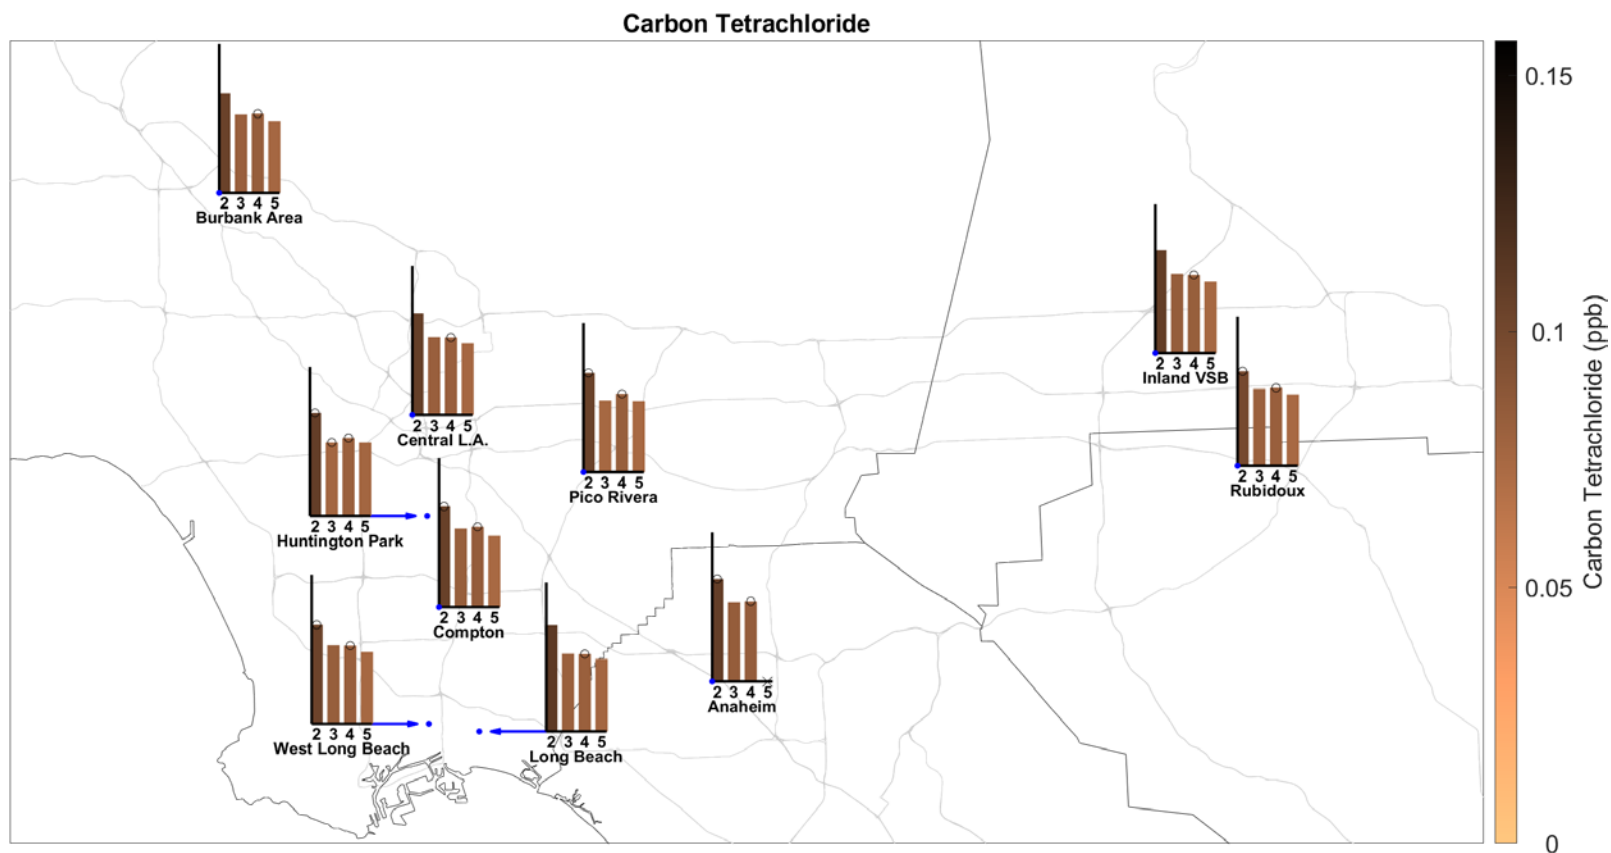 Carbon Tetrachloride
0.15
2 3 4 5
Burbank Area
2 3 4 5
Inland VSB
0.1
2 3 4 5
Central L.A.
2 3 4 5
Pico Rivera
2 3 4 5
Rubidoux
2 3 4 5
Huntington Park
Carbon Tetrachloride (ppb)
0.05
2 3 4 5
Compton
2 3 4 5
Anaheim
2 3 4 5
West Long Beach
2 3 4 5
Long Beach
0